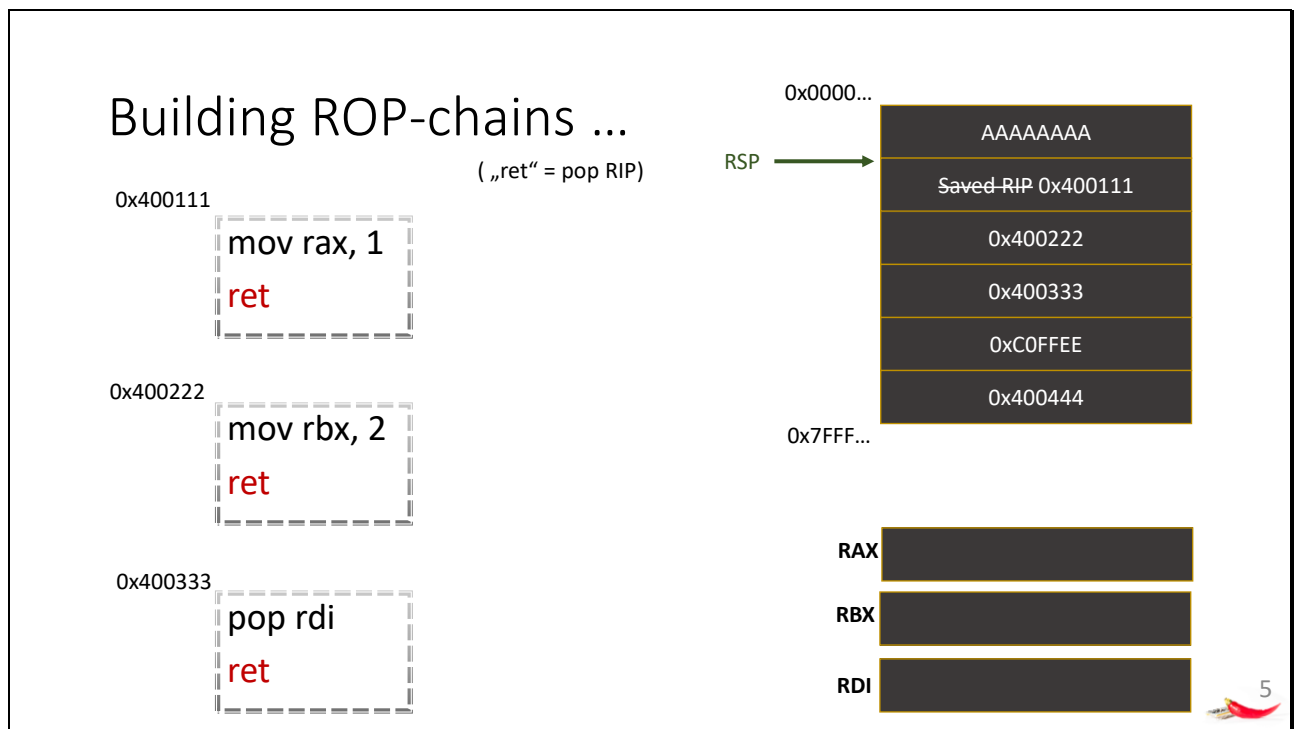 Building ROP-chains ...
( „ret“ = pop RIP)
0x400111
mov rax, 1
ret
0x400222
mov rbx, 2
ret
0x400333
pop rdi
ret
0x0000...
RSP
AAAAAAAA
Saved RIP 0x400111
0x400222
0x400333
0xC0FFEE
0x400444
0x7FFF...
RAX
RBX
RDI
5